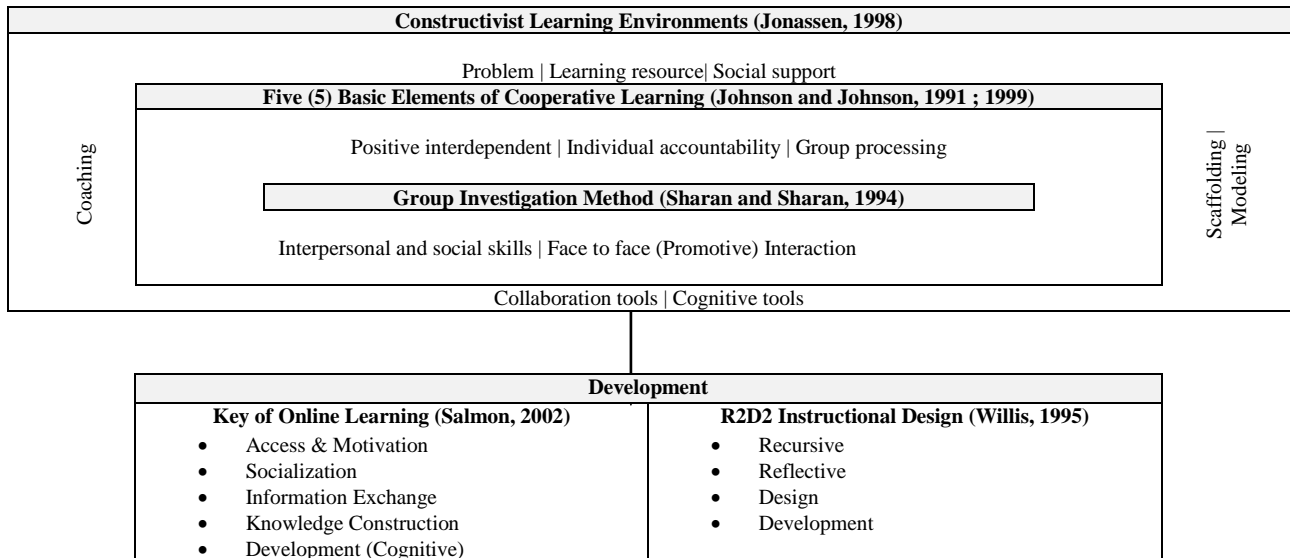 Constructivist Learning Environments (Jonassen, 1998)
Problem | Learning resource| Social support
Five (5) Basic Elements of Cooperative Learning (Johnson and Johnson, 1991 ; 1999)
Positive interdependent | Individual accountability | Group processing
Coaching
Scaffolding |
Modeling
Group Investigation Method (Sharan and Sharan, 1994)
Interpersonal and social skills | Face to face (Promotive) Interaction
Collaboration tools | Cognitive tools
Development
Key of Online Learning (Salmon, 2002)
• Access & Motivation
• Socialization
• Information Exchange
• Knowledge Construction
• Development (Cognitive)
R2D2 Instructional Design (Willis, 1995)
• Recursive
• Reflective
• Design
• Development